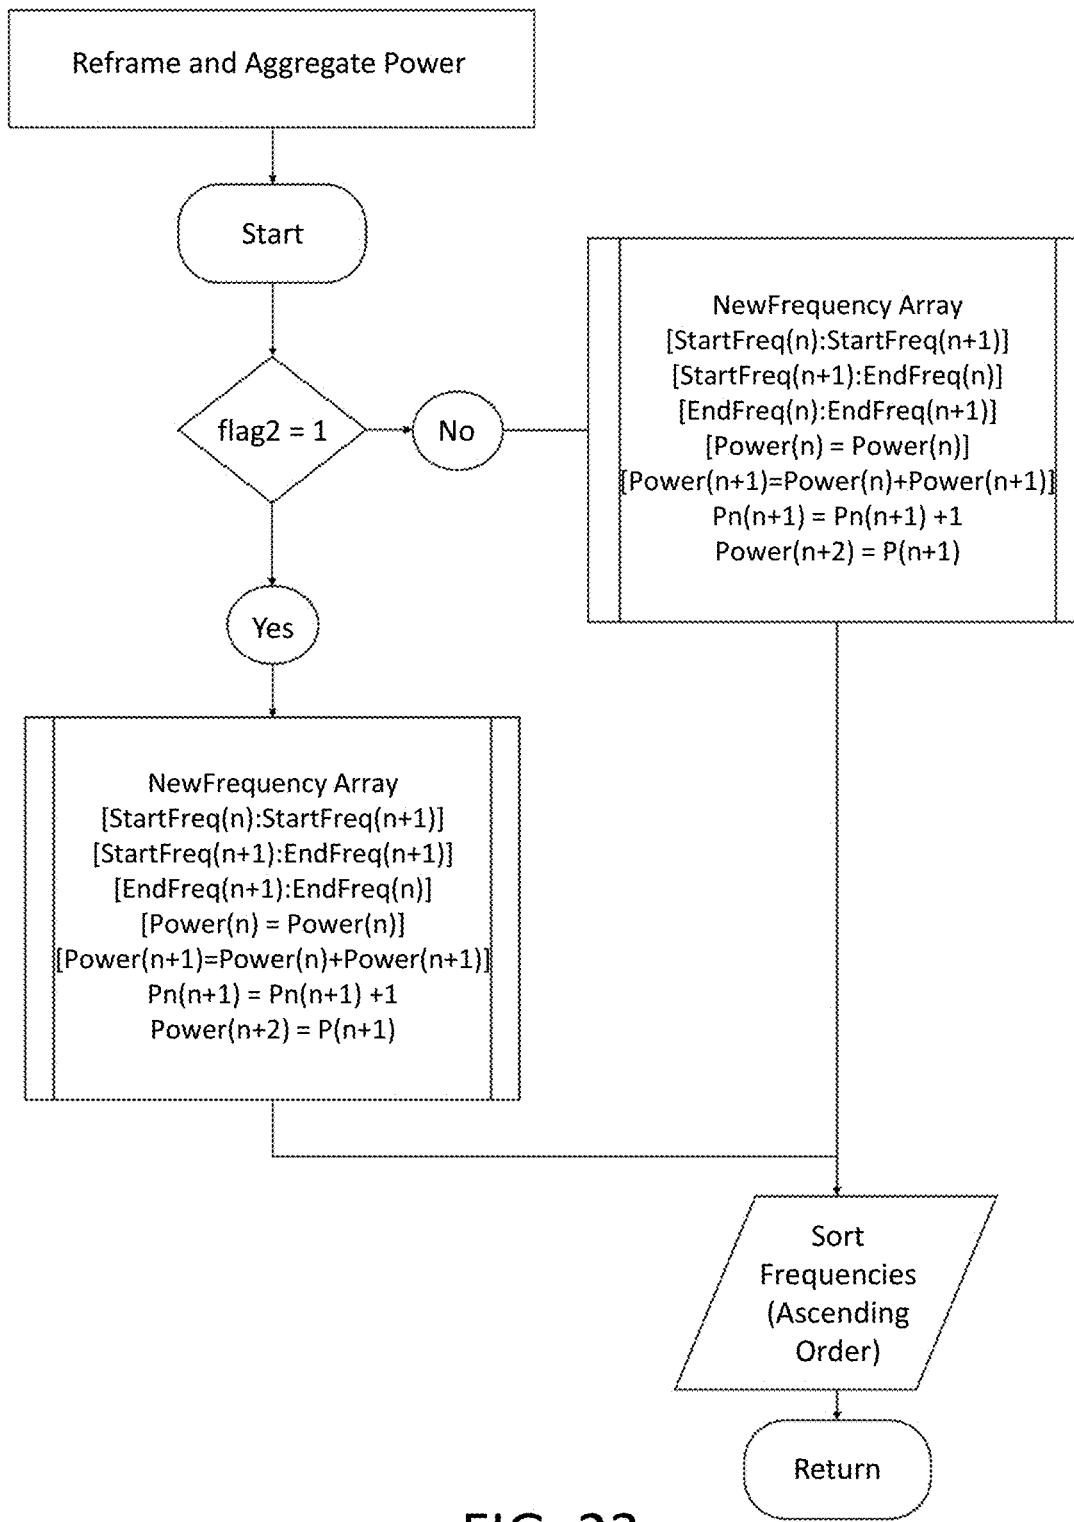 Reframe and Aggregate Power
Start
flag2 = 1
No
NewFrequency Array
[StartFreq(n):StartFreq(n+1)]
[StartFreq(n+1):EndFreq(n)]
[EndFreq(n):EndFreq(n+1)]
[Power(n) = Power(n)]
[Power(n+1)=Power(n)+Power(n+1)]
Pn(n+1) = Pn(n+1) +1
Power(n+2) = P(n+1)
Yes
NewFrequency Array
[StartFreq(n):StartFreq(n+1)]
[StartFreq(n+1):EndFreq(n+1)]
[EndFreq(n+1):EndFreq(n)]
[Power(n) = Power(n)]
[Power(n+1)=Power(n)+Power(n+1)]
Pn(n+1) = Pn(n+1) +1
Power(n+2) = P(n+1)
Sort
Frequencies
(Ascending
Order)
Return